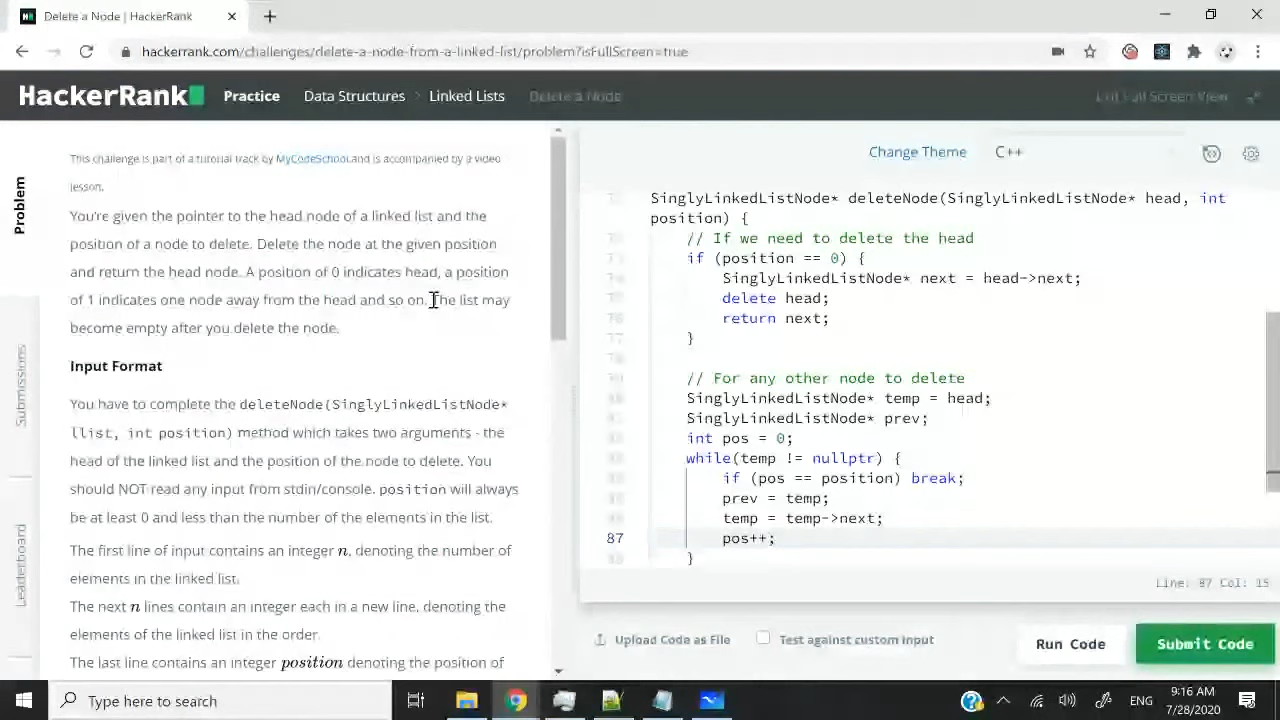 Delete a Node | HackerRank
hackerrank.com/challenges/delete-a-node-from-a-linked-list/problem?isFullScreen=true
HackerRank Practice Data Structures > Linked Lists Delete a Node Exit Full Screen View
Problem
Submissions
Leaderboard
This challenge is part of a tutorial track by MyCodeSchool and is accompanied by a video
lesson.
You're given the pointer to the head node of a linked list and the
position of a node to delete. Delete the node at the given position
and return the head node. A position of 0 indicates head, a position
of 1 indicates one node away from the head and so on. The list may
become empty after you delete the node.
Input Format
You have to complete the deleteNode(SinglyLinkedListNode*
llist, int position) method which takes two arguments - the
head of the linked list and the position of the node to delete. You
should NOT read any input from stdin/console. position will always
be at least 0 and less than the number of the elements in the list.
The first line of input contains an integer n, denoting the number of
elements in the linked list.
The next n lines contain an integer each in a new line, denoting the
elements of the linked list in the order.
The last line contains an integer position denoting the position of
Change Theme C++
SinglyLinkedListNode* deleteNode(SinglyLinkedListNode* head, int
position) {
// If we need to delete the head
if (position == 0) {
SinglyLinkedListNode* next = head->next;
delete head;
return next;
}
// For any other node to delete
SinglyLinkedListNode* temp = head;
SinglyLinkedListNode* prev;
int pos = 0;
while(temp != nullptr) {
if (pos == position) break;
prev = temp;
temp = temp->next;
87 pos++;
}
Line: 87 Col: 15
Upload Code as File Test against custom input Run Code Submit Code
Type here to search
ENG
9:16 AM
7/28/2020